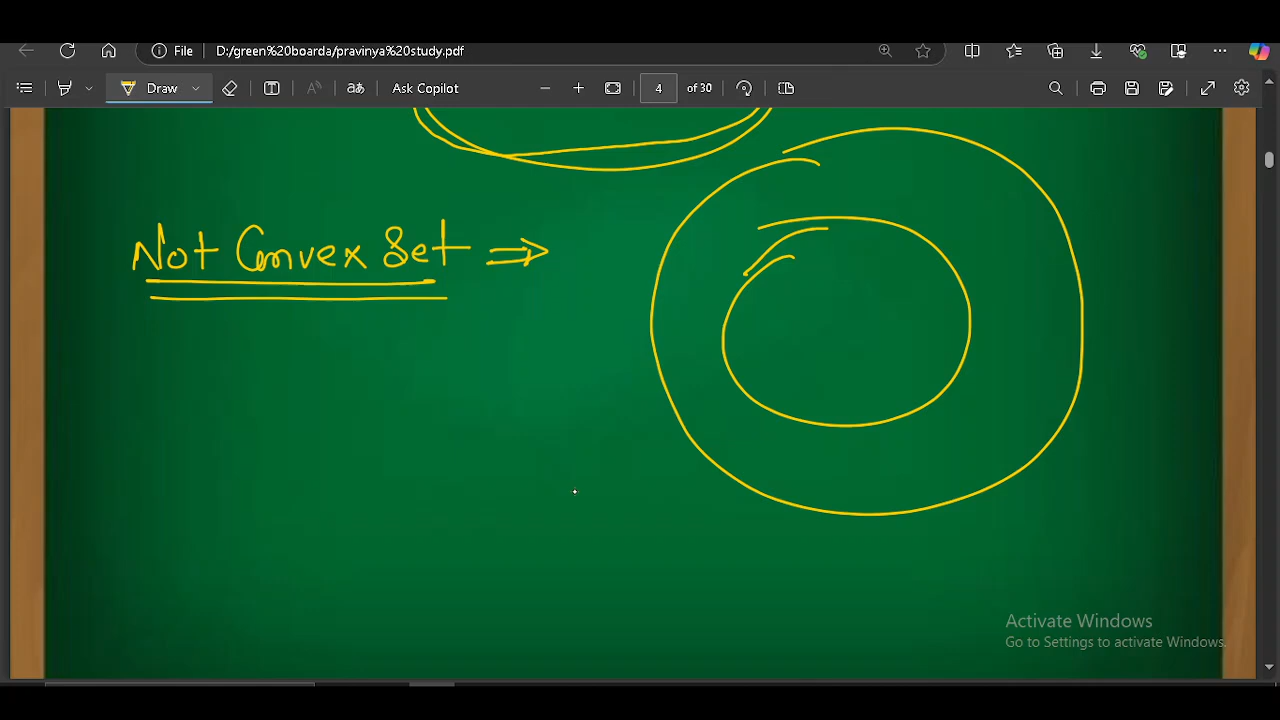 File D:/green%20boarda/pravinya%20study.pdf
Draw Ask Copilot 4 of 30
Not Convex Set ⇒
Activate Windows
Go to Settings to activate Windows.